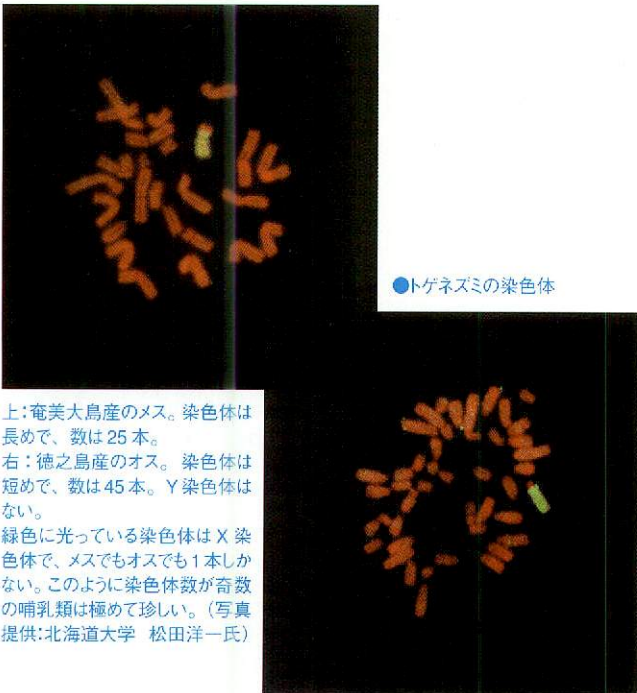 ●トゲネズミの染色体
上:奄美大島産のメス。染色体は
長めで、数は25本。
右:徳之島産のオス。染色体は
短めで、数は45本。Y染色体は
ない。
緑色に光っている染色体はX染
色体で、メスでもオスでも1本しか
ない。このように染色体数が奇数
の哺乳類は極めて珍しい。(写真
提供:北海道大学 松田洋一氏)